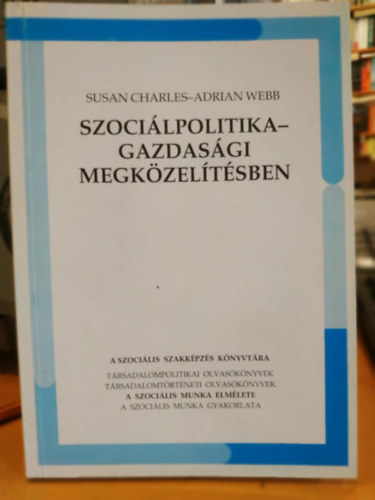 SUSAN CHARLES–ADRIAN WEBB
SZOCIÁLPOLITIKA–
GAZDASÁGI
MEGKÖZELÍTÉSBEN
A SZOCIÁLIS SZAKKÉPZÉS KÖNYVTÁRA
TÁRSADALOMPOLITIKAI OLVASÓKÖNYVEK
TÁRSADALOMTÖRTÉNETI OLVASÓKÖNYVEK
A SZOCIÁLIS MUNKA ELMÉLETE
A SZOCIÁLIS MUNKA GYAKORLATA